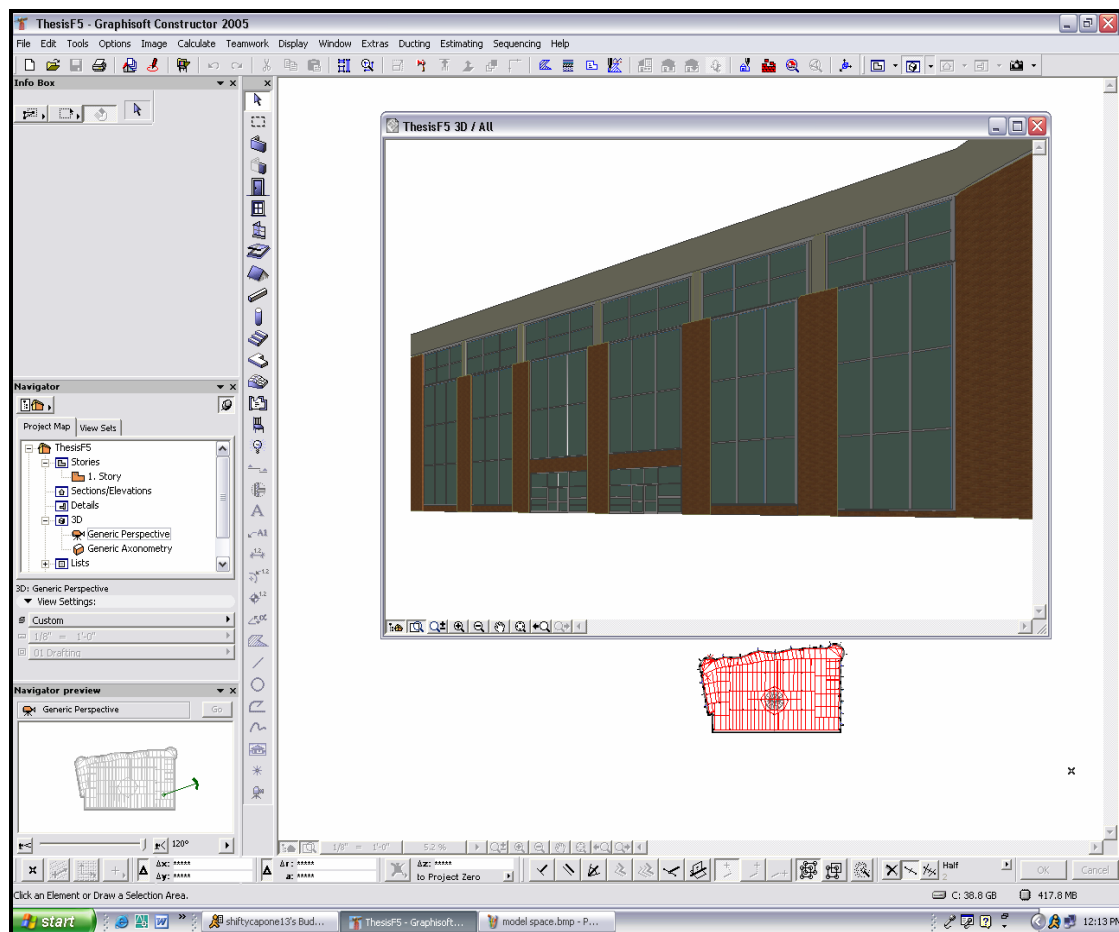 ThesisF5 - Graphisoft Constructor 2005
File Edit Tools Options Image Calculate Teamwork Display Window Extras Ducting Estimating Sequencing Help
Info Box
ThesisF5 3D / All
Navigator
Project Map View Sets
ThesisF5
Stories
1. Story
Sections/Elevations
Details
3D
Generic Perspective
Generic Axonometry
Lists
3D: Generic Perspective
View Settings:
Custom
1/8" = 1'-0"
01 Drafting
Navigator preview
Generic Perspective Go
120°
1/8" = 1'-0" 5.2 %
Δx: *****
Δy: *****
Δr: *****
a: *****
Δz: *****
to Project Zero
Half
2
OK Cancel
Click an Element or Draw a Selection Area.
C: 38.8 GB 417.8 MB
start shiftycapone13's Bud... ThesisF5 - Graphisoft... model space.bmp - P... 12:13 PM